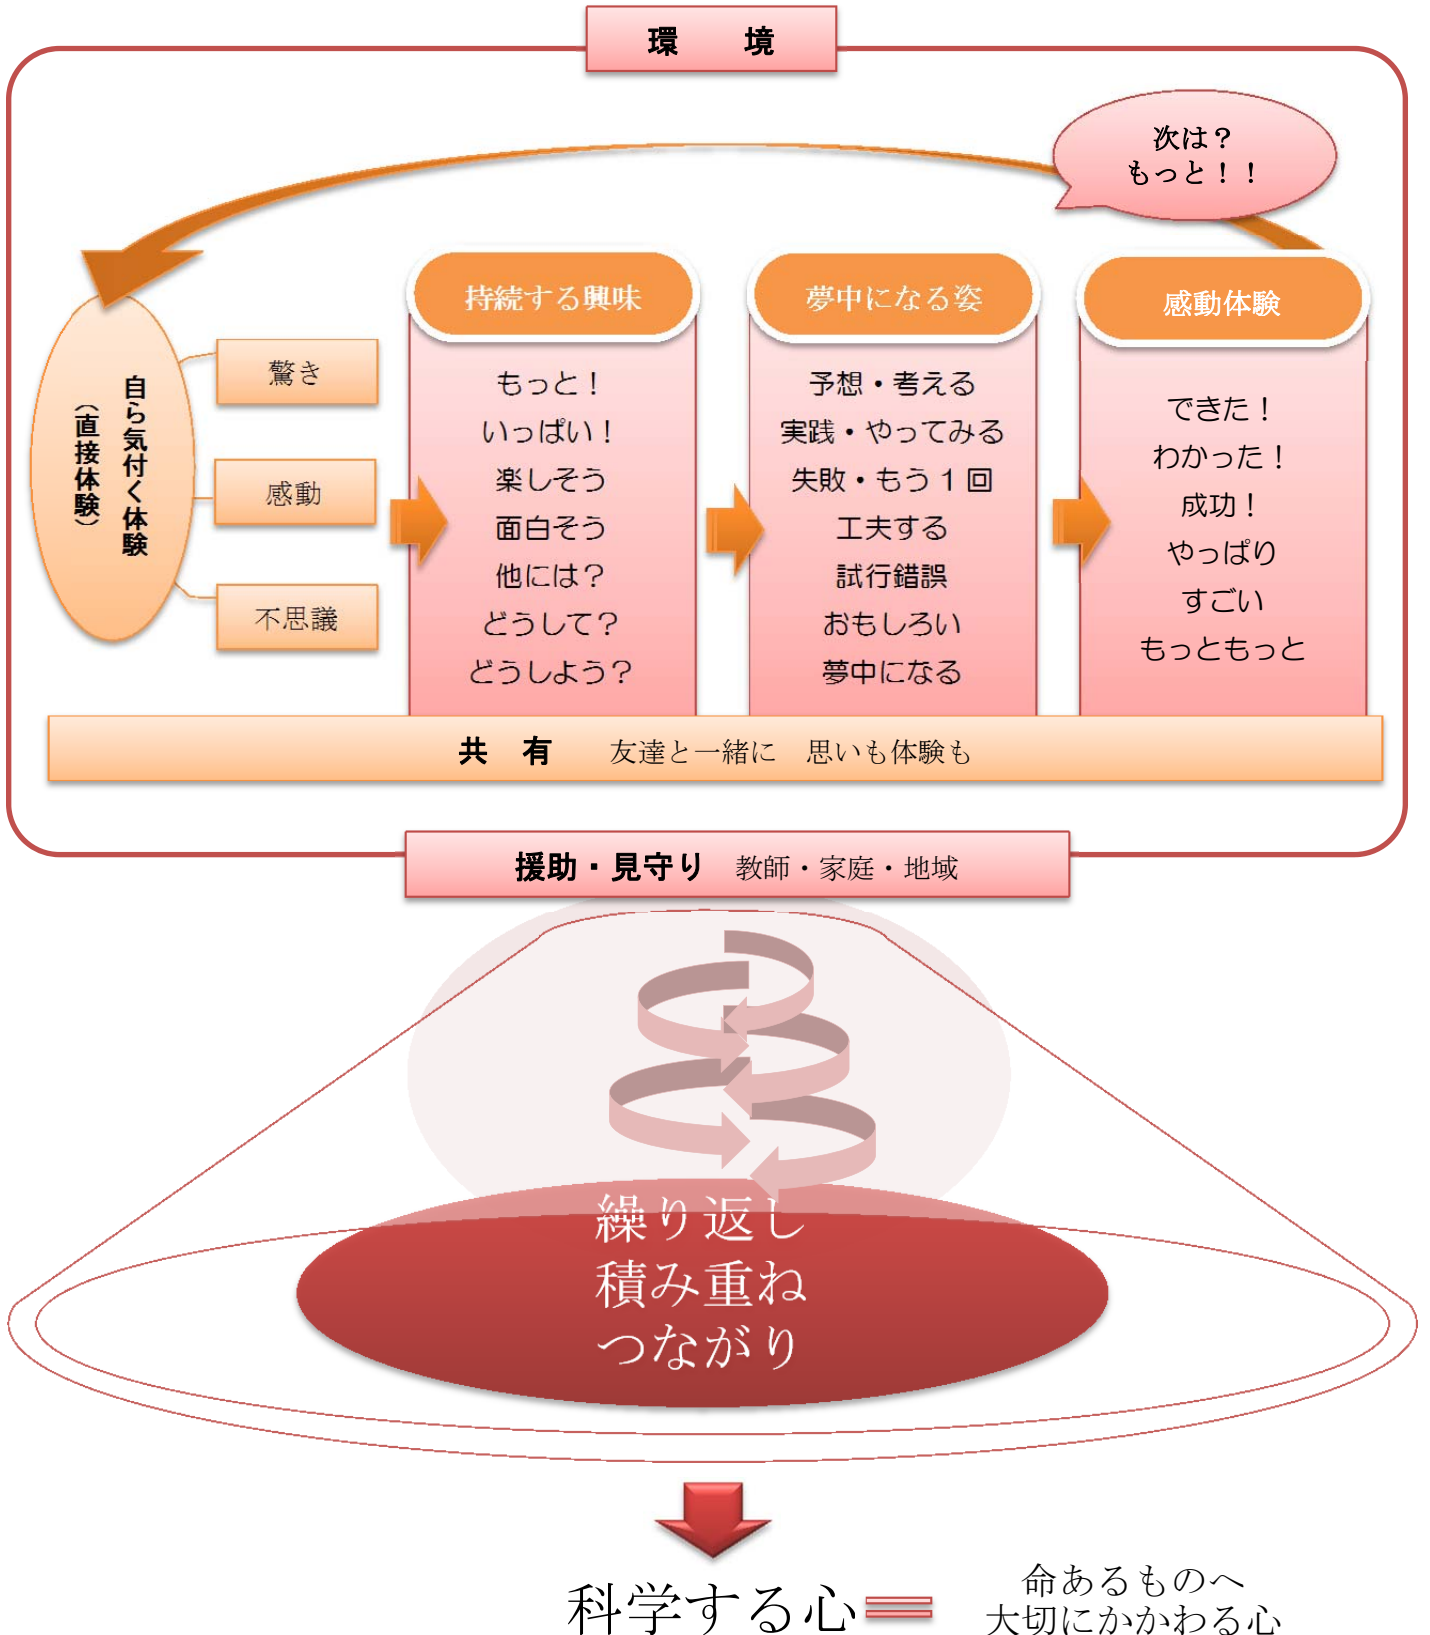 環　境
次は？
もっと！！
自ら気付く体験
（直接体験）
驚き
感動
不思議
持続する興味
もっと！
いっぱい！
楽しそう
面白そう
他には？
どうして？
どうしよう？
夢中になる姿
予想・考える
実践・やってみる
失敗・もう１回
工夫する
試行錯誤
おもしろい
夢中になる
感動体験
できた！
わかった！
成功！
やっぱり
すごい
もっともっと
共　有　友達と一緒に　思いも体験も
援助・見守り　教師・家庭・地域
繰り返し
積み重ね
つながり
科学する心
命あるものへ
大切にかかわる心